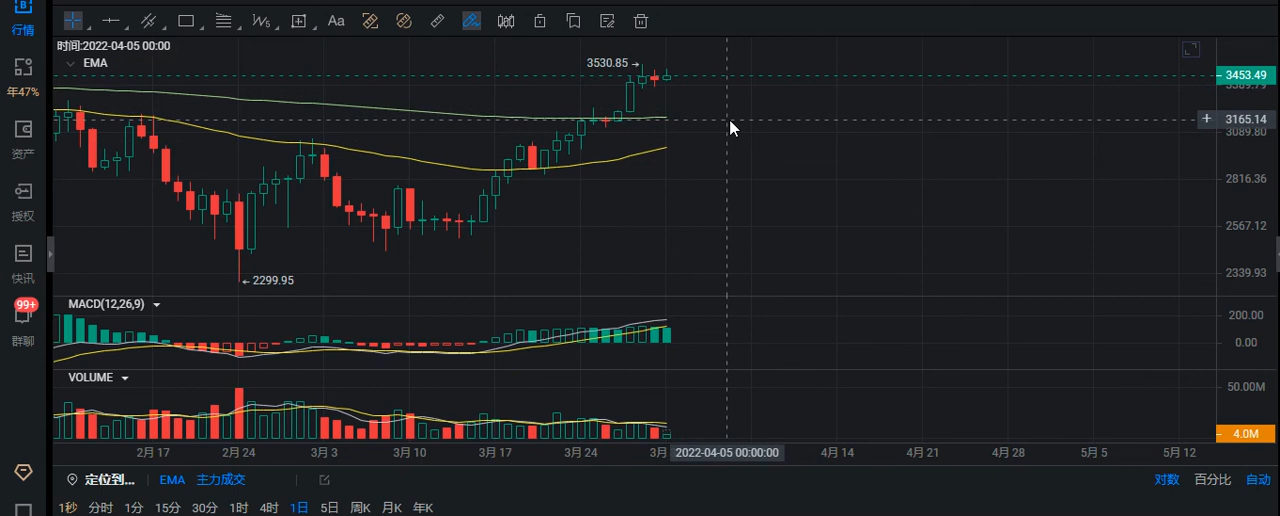 行情
年47%
资产
授权
快讯
99+
群聊
Aa
时间:2022-04-05 00:00
EMA
3530.85
2299.95
3453.49
3165.14
3089.80
2816.36
2567.12
2339.93
MACD(12,26,9)
200.00
0.00
VOLUME
50.00M
4.0M
2月17 2月24 3月3 3月10 3月17 3月24 3月 2022-04-05 00:00:00 4月14 4月21 4月28 5月5 5月12
定位到... EMA 主力成交 对数 百分比 自动
1秒 分时 1分 15分 30分 1时 4时 1日 5日 周K 月K 年K